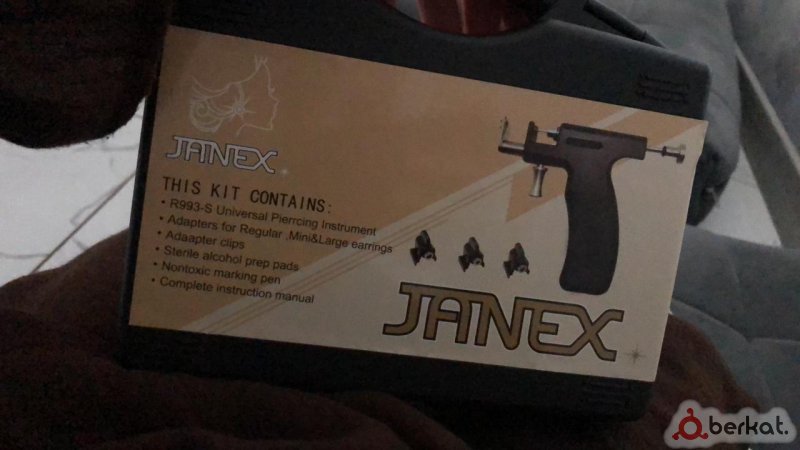 JANEX
THIS KIT CONTAINS:
• R993-S Universal Pierrcing Instrument
• Adapters for Regular ,Mini&Large earrings
• Adaapter clips
• Sterile alcohol prep pads
• Nontoxic marking pen
• Complete instruction manual
JANEX
berkat.